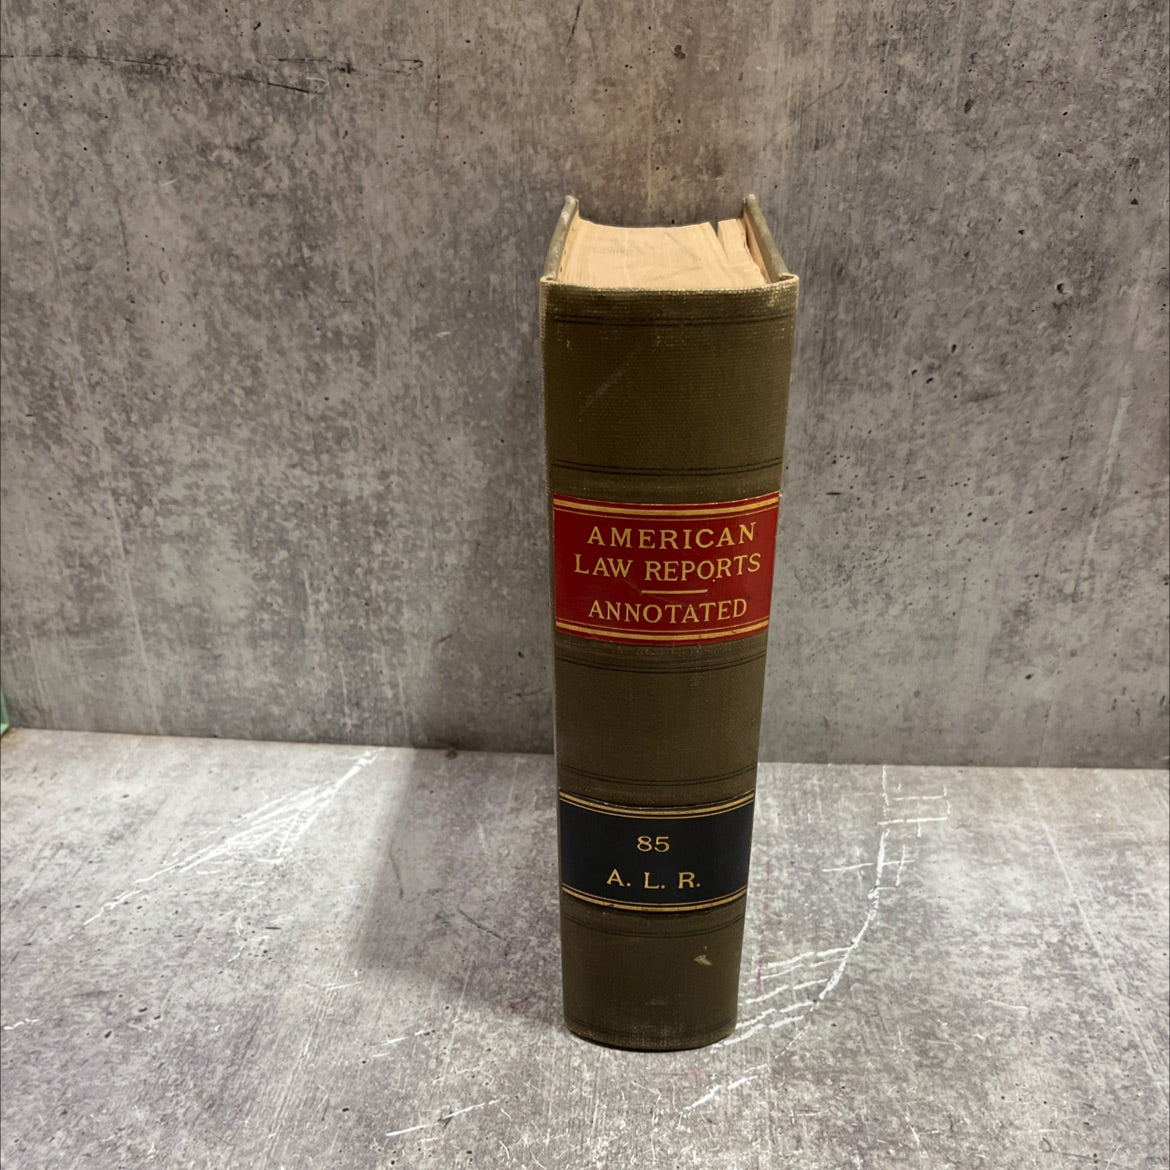 AMERICAN
LAW REPORTS
ANNOTATED
85
A. L. R.